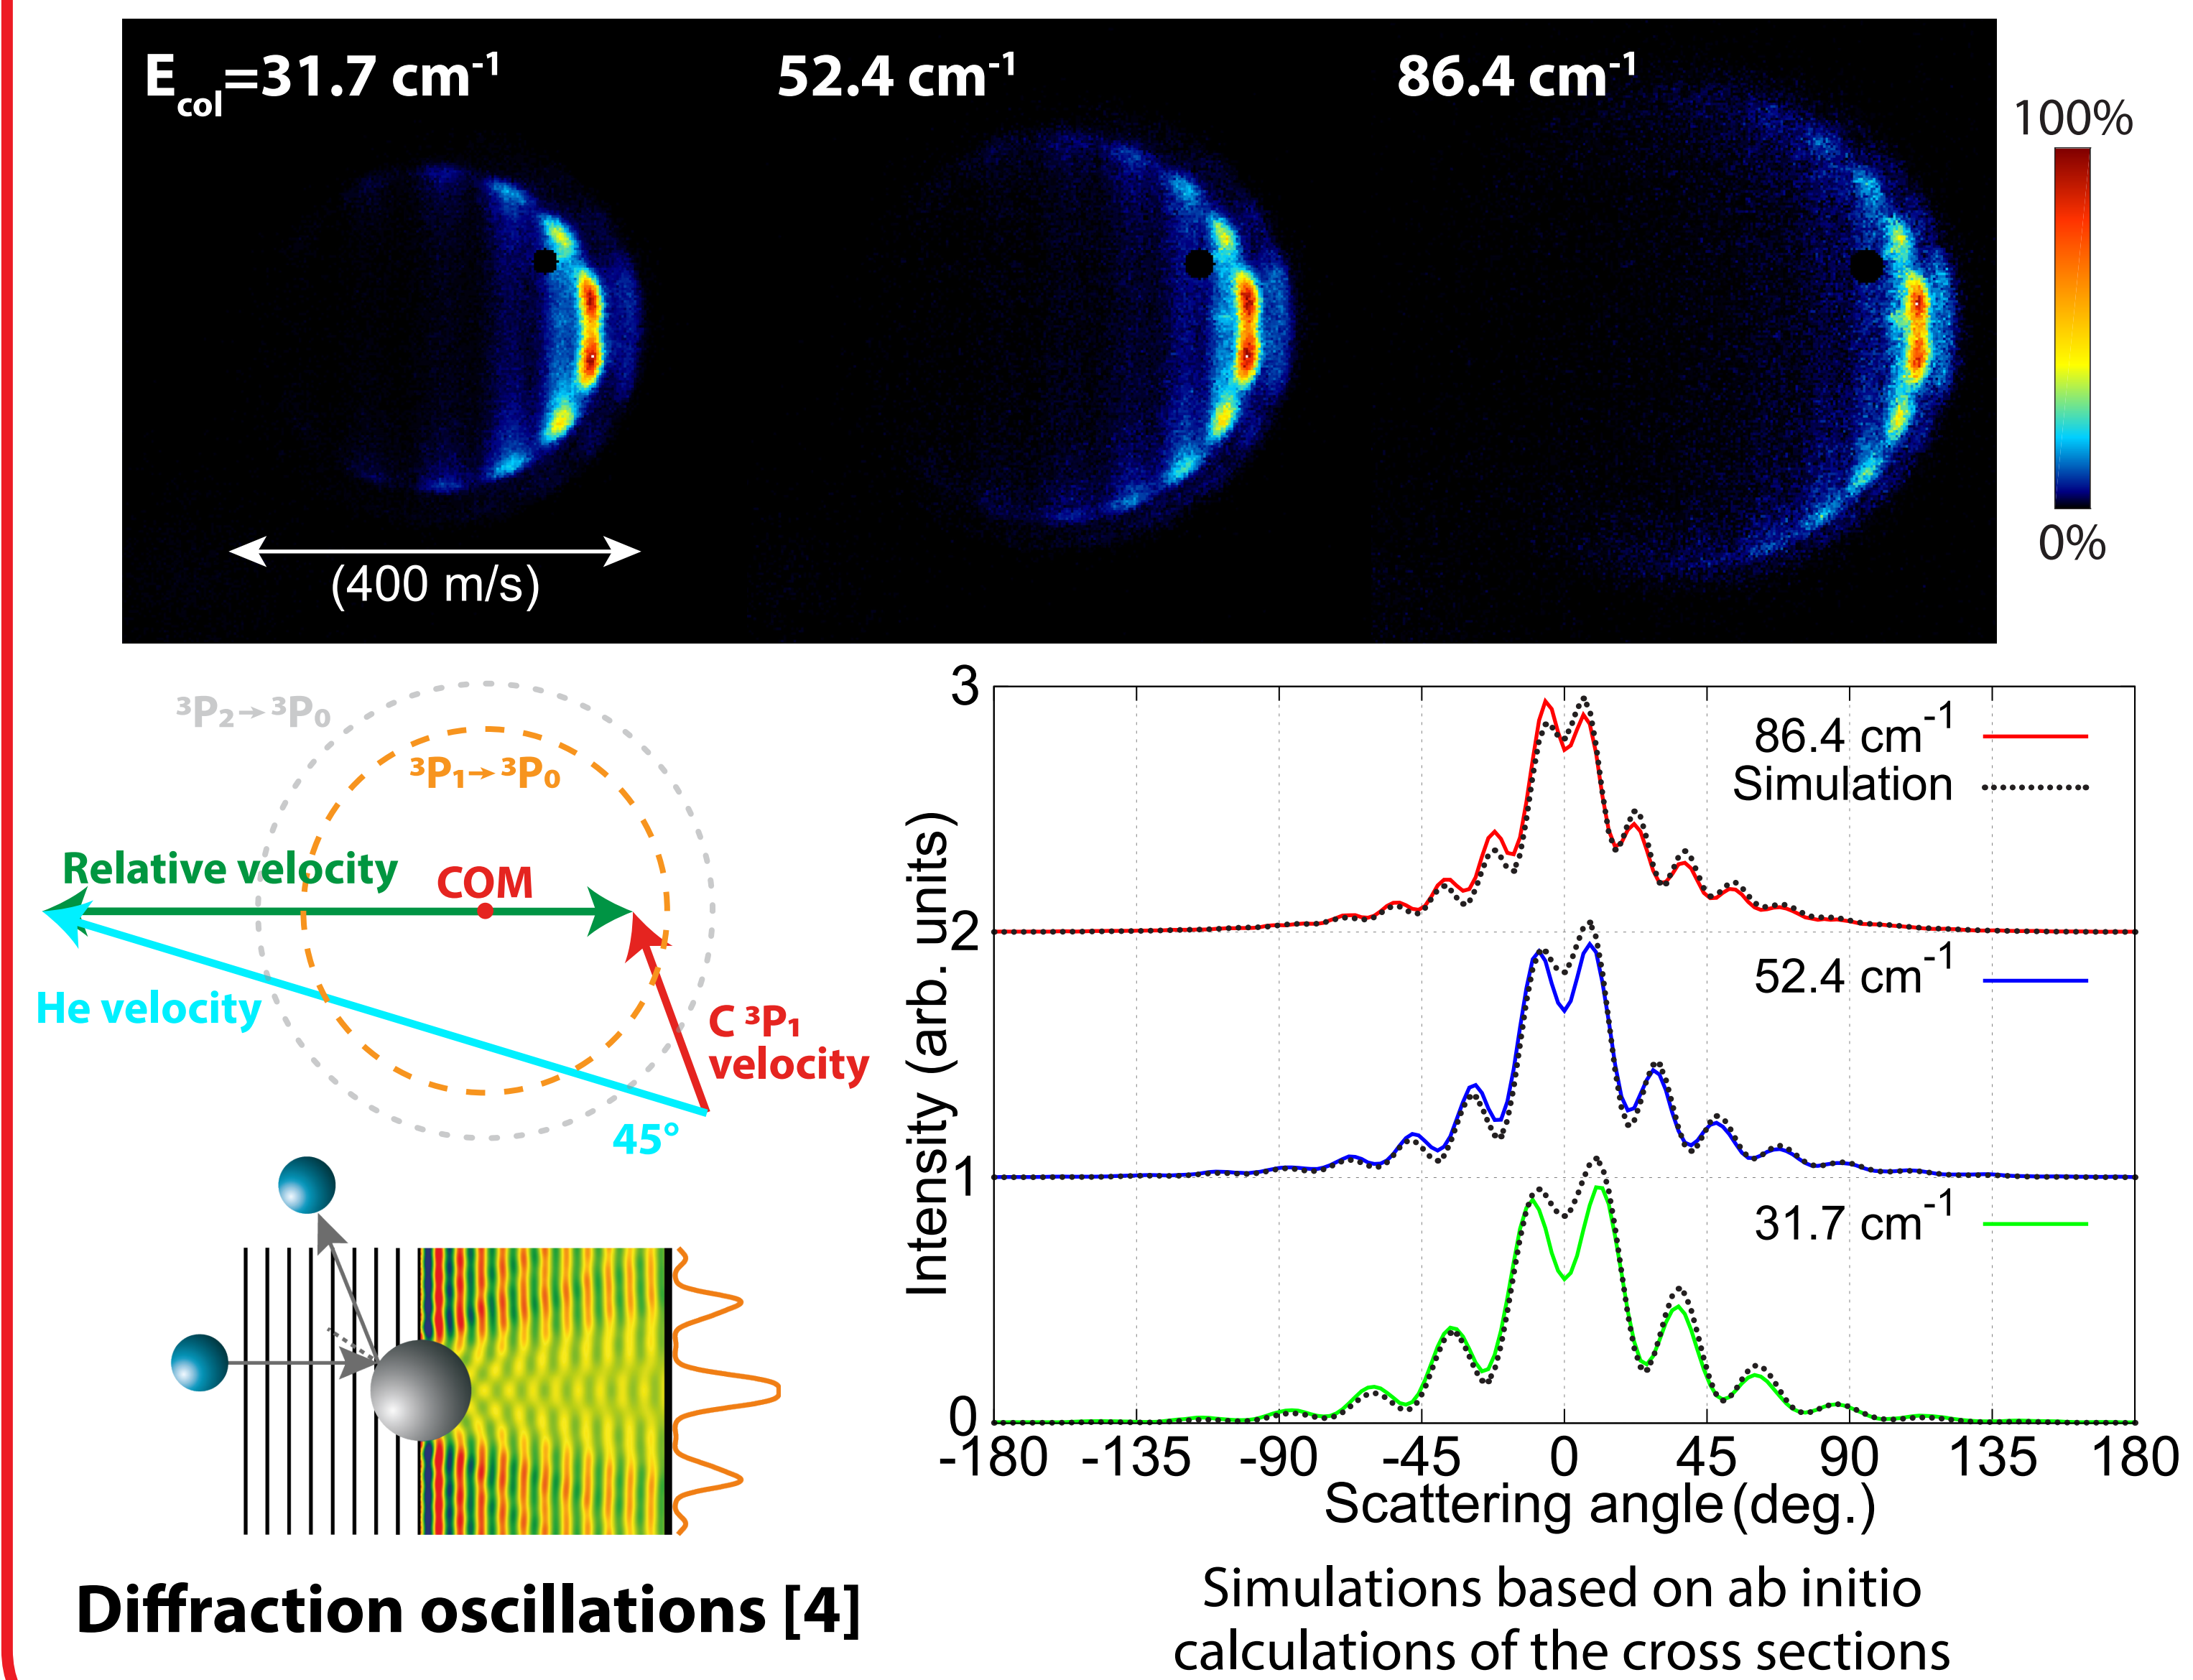 Ecol=31.7 cm-1
52.4 cm-1
86.4 cm-1
100%
0%
(400 m/s)
³P₂→³P₀
³P₁→³P₀
Relative velocity
COM
He velocity
C ³P₁
velocity
45°
Diffraction oscillations [4]
3
2
1
0
Intensity (arb. units)
86.4 cm-1
Simulation
52.4 cm-1
31.7 cm-1
-180 -135 -90 -45 0 45 90 135 180
Scattering angle (deg.)
Simulations based on ab initio
calculations of the cross sections